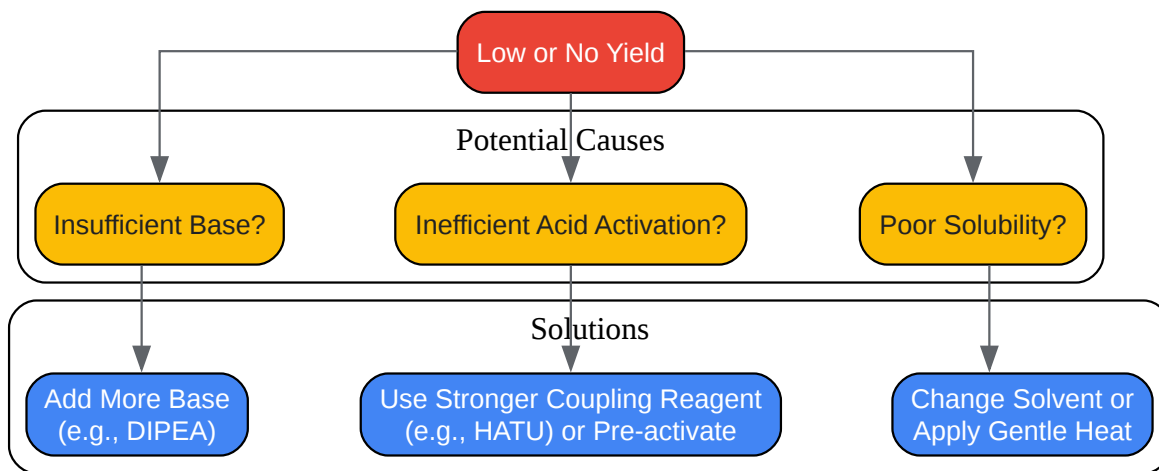 Low or No Yield
Potential Causes
Insufficient Base?
Inefficient Acid Activation?
Poor Solubility?
Solutions
Add More Base
(e.g., DIPEA)
Use Stronger Coupling Reagent
(e.g., HATU) or Pre-activate
Change Solvent or
Apply Gentle Heat